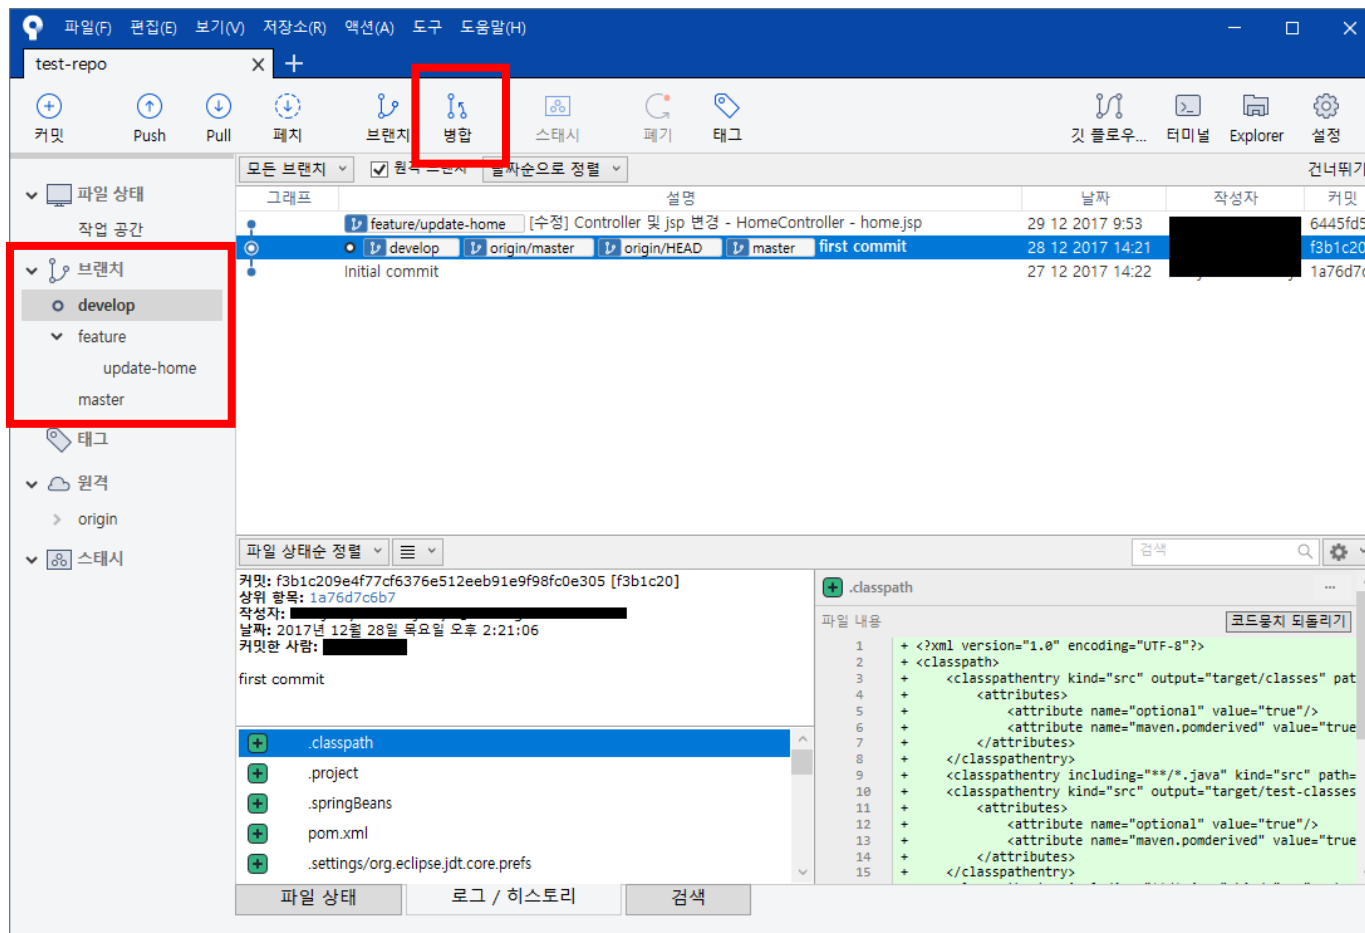 파일(F) 편집(E) 보기(V) 저장소(R) 액션(A) 도구 도움말(H)
test-repo
커밋 Push Pull 페치 브랜치 병합 스태시 폐기 태그 깃 플로우... 터미널 Explorer 설정
모든 브랜치 날짜순으로 정렬 건너뛰기
그래프 설명 날짜 작성자 커밋
파일 상태
작업 공간
브랜치
develop
feature
update-home
master
태그
원격
origin
스태시
feature/update-home [수정] Controller 및 jsp 변경 - HomeController - home.jsp 29 12 2017 9:53 6445fd5
develop origin/master origin/HEAD master first commit 28 12 2017 14:21 f3b1c20
Initial commit 27 12 2017 14:22 1a76d7c
파일 상태순 정렬 검색
커밋: f3b1c209e4f77cf6376e512eeb91e9f98fc0e305 [f3b1c20]
상위 항목: 1a76d7c6b7
작성자:
날짜: 2017년 12월 28일 목요일 오후 2:21:06
커밋한 사람:
first commit
.classpath
.project
.springBeans
pom.xml
.settings/org.eclipse.jdt.core.prefs
.classpath ...
파일 내용 코드뭉치 되돌리기
1 + <?xml version="1.0" encoding="UTF-8"?>
2 + <classpath>
3 + <classpathentry kind="src" output="target/classes" pat
4 + <attributes>
5 + <attribute name="optional" value="true"/>
6 + <attribute name="maven.pomderived" value="true
7 + </attributes>
8 + </classpathentry>
9 + <classpathentry including="**/*.java" kind="src" path=
10 + <classpathentry kind="src" output="target/test-classes
11 + <attributes>
12 + <attribute name="optional" value="true"/>
13 + <attribute name="maven.pomderived" value="true
14 + </attributes>
15 + </classpathentry>
파일 상태 로그 / 히스토리 검색